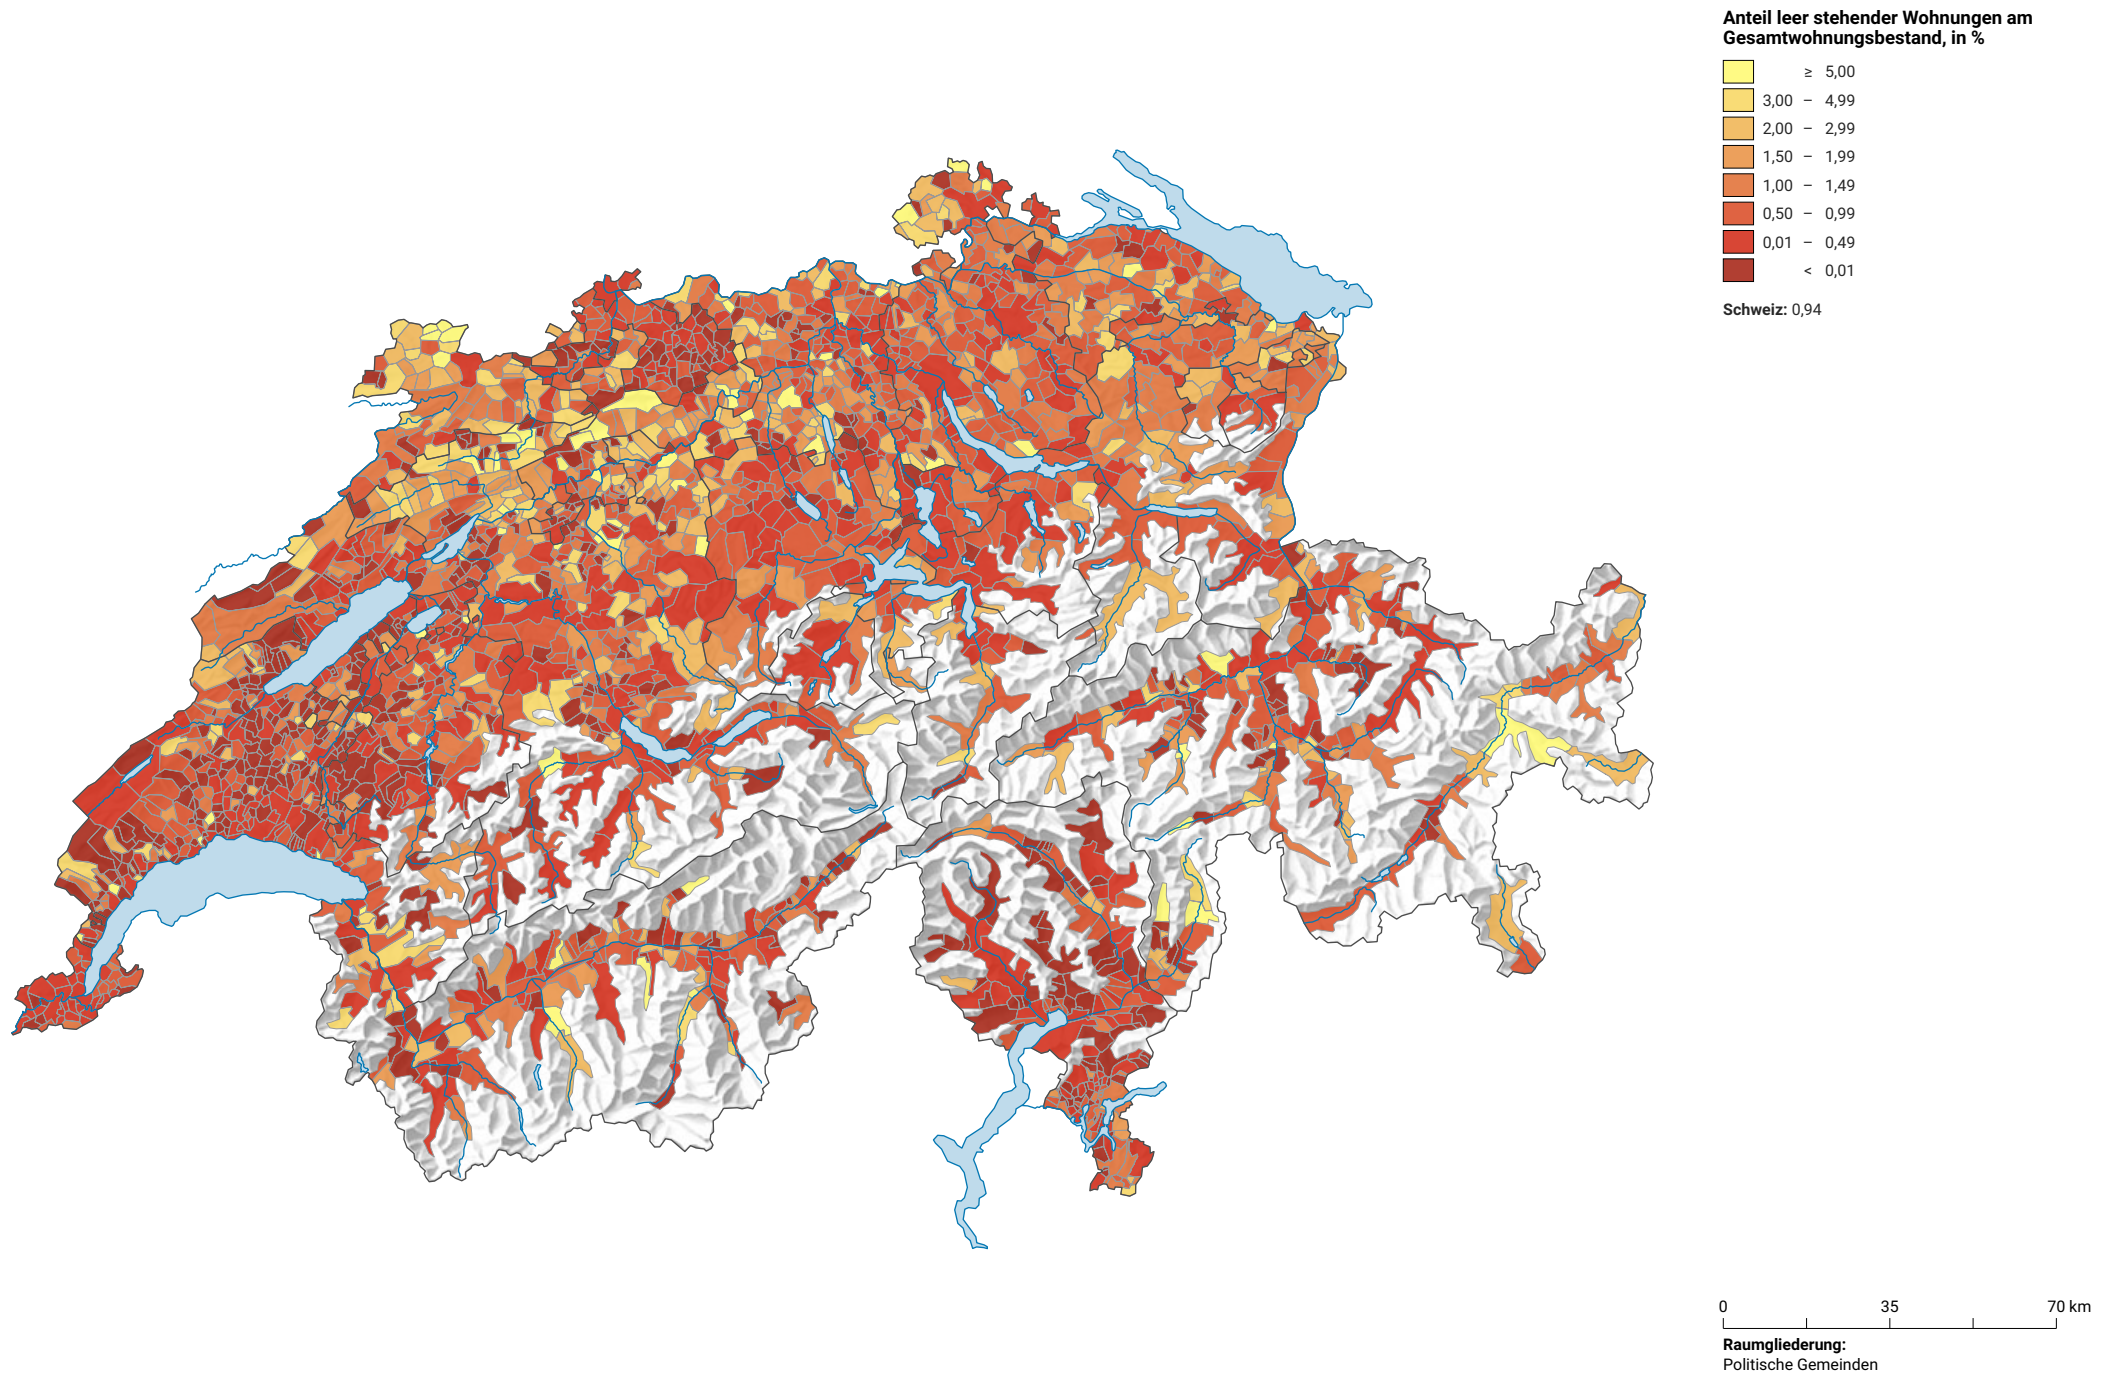 Anteil leer stehender Wohnungen am
Gesamtwohnungsbestand, in %
≥ 5,00
3,00 – 4,99
2,00 – 2,99
1,50 – 1,99
1,00 – 1,49
0,50 – 0,99
0,01 – 0,49
< 0,01
Schweiz: 0,94
0 35 70 km
Raumgliederung:
Politische Gemeinden